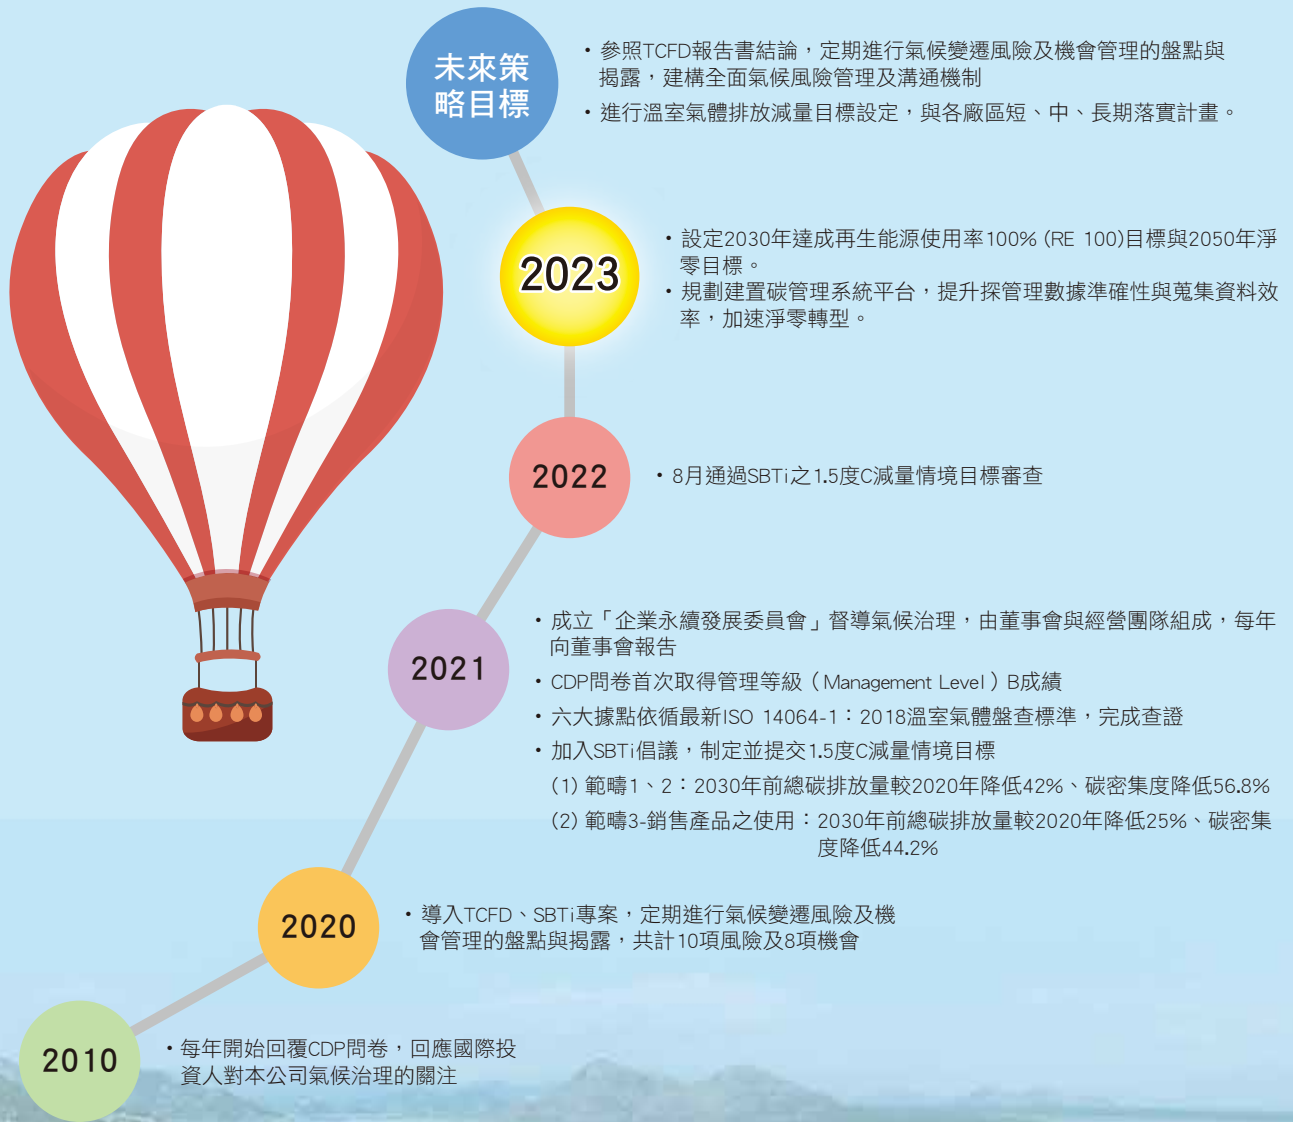 未來策
略目標
・參照TCFD報告書結論，定期進行氣候變遷風險及機會管理的盤點與
揭露，建構全面氣候風險管理及溝通機制
・進行溫室氣體排放減量目標設定，與各廠區短、中、長期落實計畫。
2023
・設定2030年達成再生能源使用率100% (RE 100)目標與2050年淨
零目標。
・規劃建置碳管理系統平台，提升探管理數據準確性與蒐集資料效
率，加速淨零轉型。
2022
・8月通過SBTi之1.5度C減量情境目標審查
2021
・成立「企業永續發展委員會」督導氣候治理，由董事會與經營團隊組成，每年
向董事會報告
・CDP問卷首次取得管理等級（Management Level）B成績
・六大據點依循最新ISO 14064-1：2018溫室氣體盤查標準，完成查證
・加入SBTi倡議，制定並提交1.5度C減量情境目標
(1) 範疇1、2：2030年前總碳排放量較2020年降低42%、碳密集度降低56.8%
(2) 範疇3-銷售產品之使用：2030年前總碳排放量較2020年降低25%、碳密集
度降低44.2%
2020
・導入TCFD、SBTi專案，定期進行氣候變遷風險及機
會管理的盤點與揭露，共計10項風險及8項機會
2010
・每年開始回覆CDP問卷，回應國際投
資人對本公司氣候治理的關注